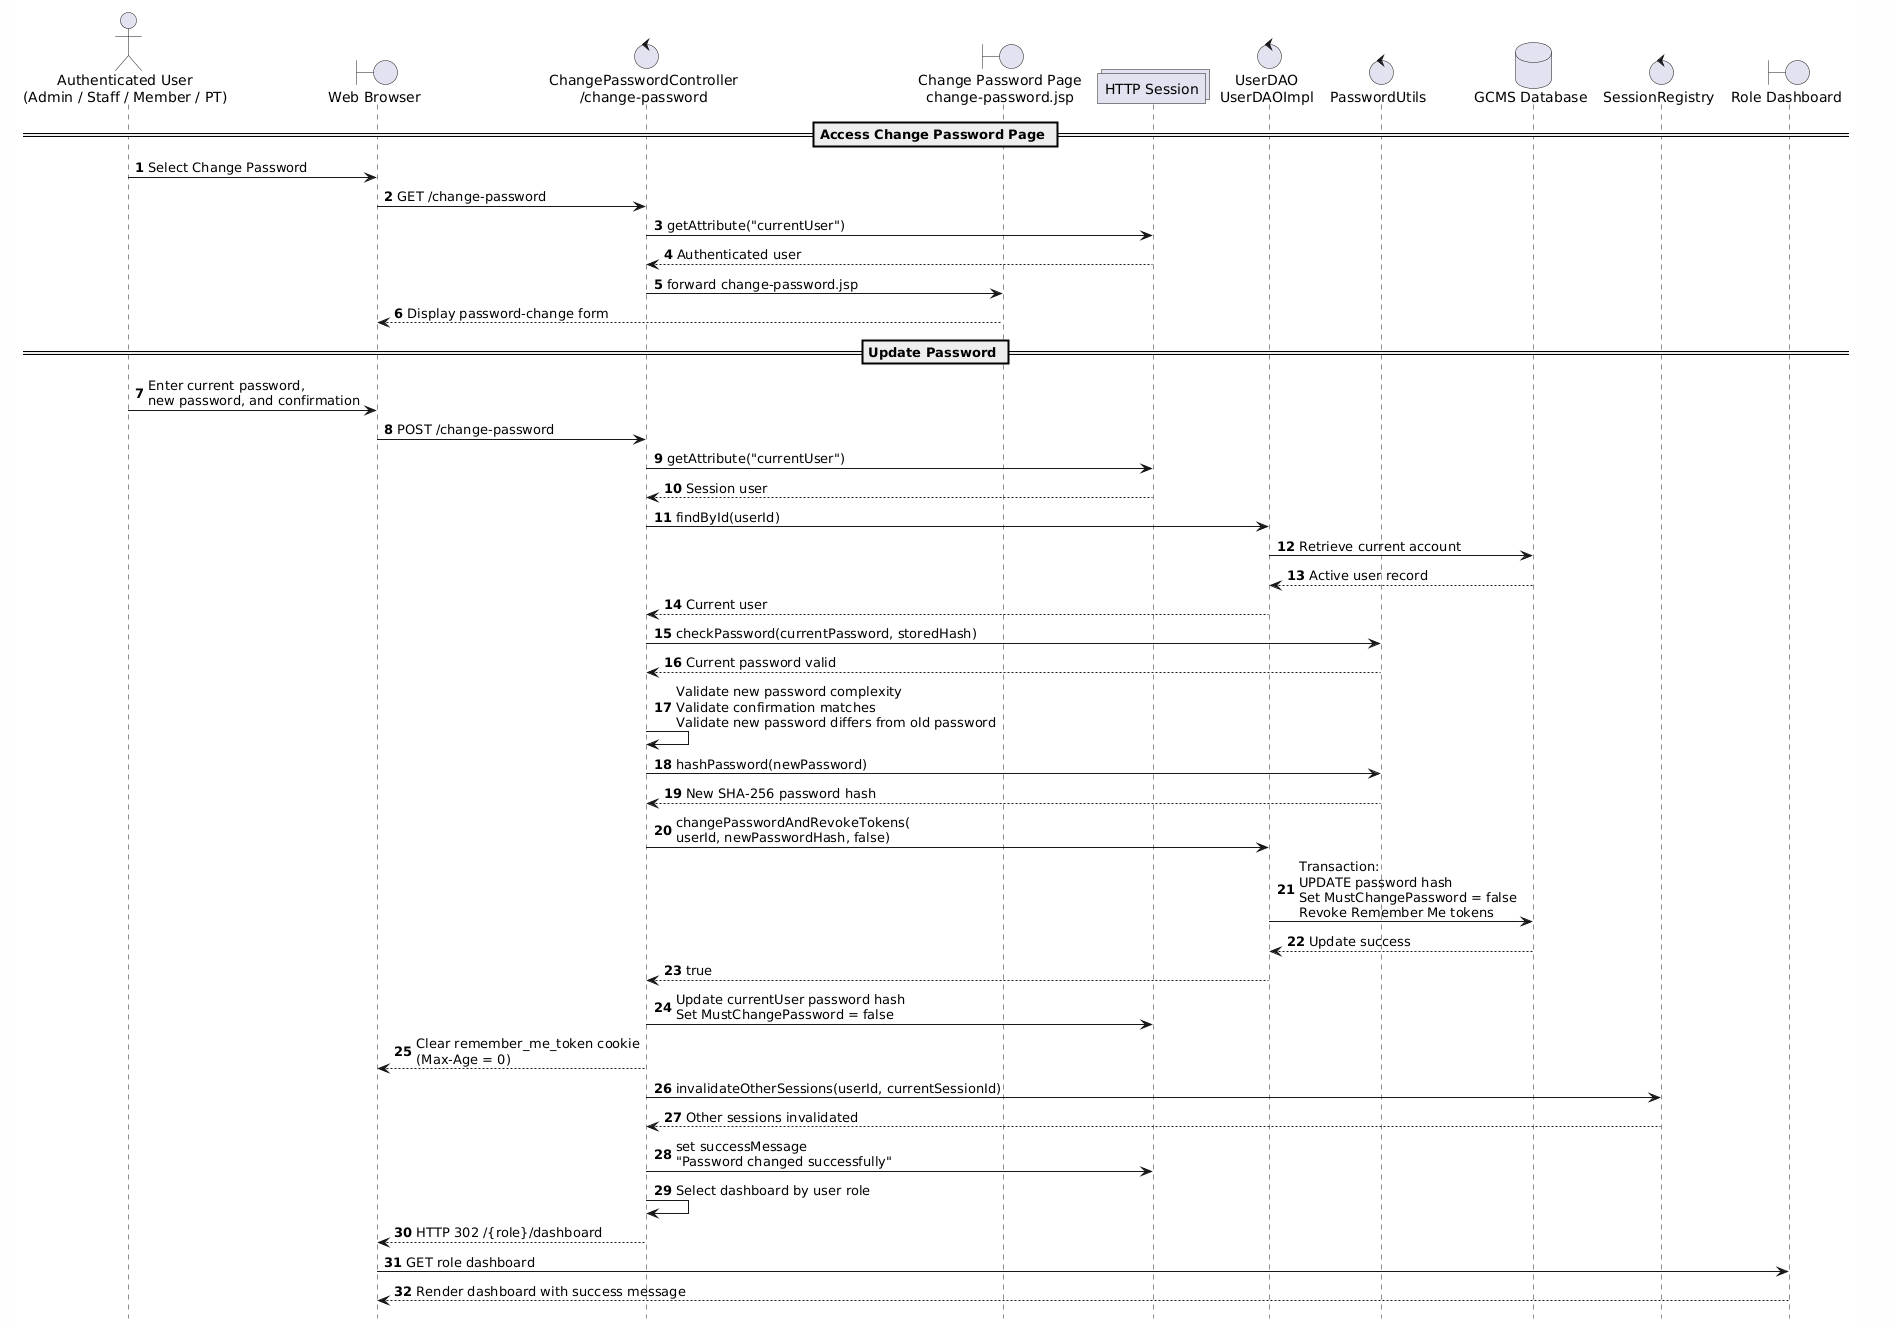 Authenticated User
(Admin / Staff / Member / PT)
Web Browser
ChangePasswordController
/change-password
Change Password Page
change-password.jsp
HTTP Session
UserDAO
UserDAOImpl
PasswordUtils
GCMS Database
SessionRegistry
Role Dashboard
Access Change Password Page
1 Select Change Password
2 GET /change-password
3 getAttribute("currentUser")
4 Authenticated user
5 forward change-password.jsp
6 Display password-change form
Update Password
7 Enter current password,
new password, and confirmation
8 POST /change-password
9 getAttribute("currentUser")
10 Session user
11 findById(userId)
12 Retrieve current account
13 Active user record
14 Current user
15 checkPassword(currentPassword, storedHash)
16 Current password valid
17 Validate new password complexity
Validate confirmation matches
Validate new password differs from old password
18 hashPassword(newPassword)
19 New SHA-256 password hash
20 changePasswordAndRevokeTokens(
userId, newPasswordHash, false)
21 Transaction:
UPDATE password hash
Set MustChangePassword = false
Revoke Remember Me tokens
22 Update success
23 true
24 Update currentUser password hash
Set MustChangePassword = false
25 Clear remember_me_token cookie
(Max-Age = 0)
26 invalidateOtherSessions(userId, currentSessionId)
27 Other sessions invalidated
28 set successMessage
"Password changed successfully"
29 Select dashboard by user role
30 HTTP 302 /{role}/dashboard
31 GET role dashboard
32 Render dashboard with success message